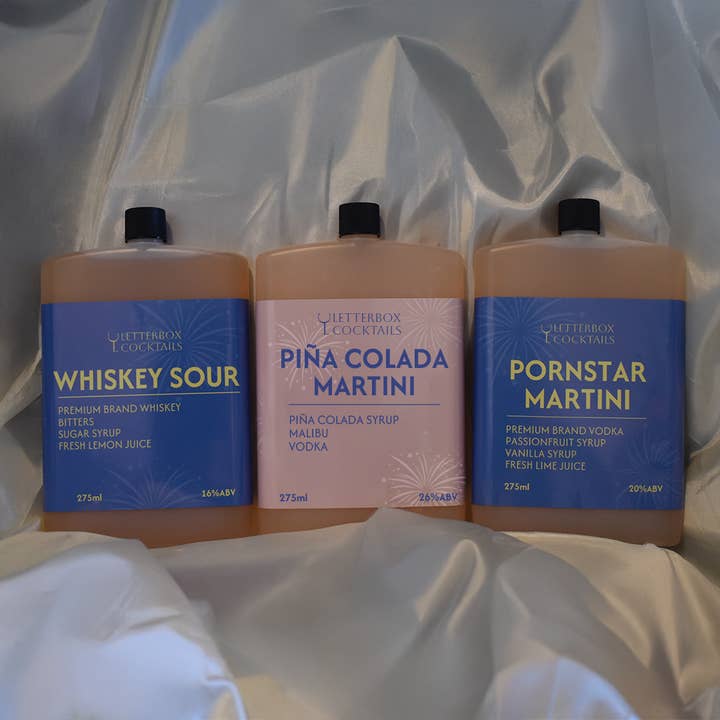 LETTERBOX
COCKTAILS
WHISKEY SOUR
PREMIUM BRAND WHISKEY
BITTERS
SUGAR SYRUP
FRESH LEMON JUICE
275ml
16%ABV
LETTERBOX
COCKTAILS
PIÑA COLADA
MARTINI
PIÑA COLADA SYRUP
MALIBU
VODKA
275ml
26%ABV
LETTERBOX
COCKTAILS
PORNSTAR
MARTINI
PREMIUM BRAND VODKA
PASSIONFRUIT SYRUP
VANILLA SYRUP
FRESH LIME JUICE
275ml
20%ABV